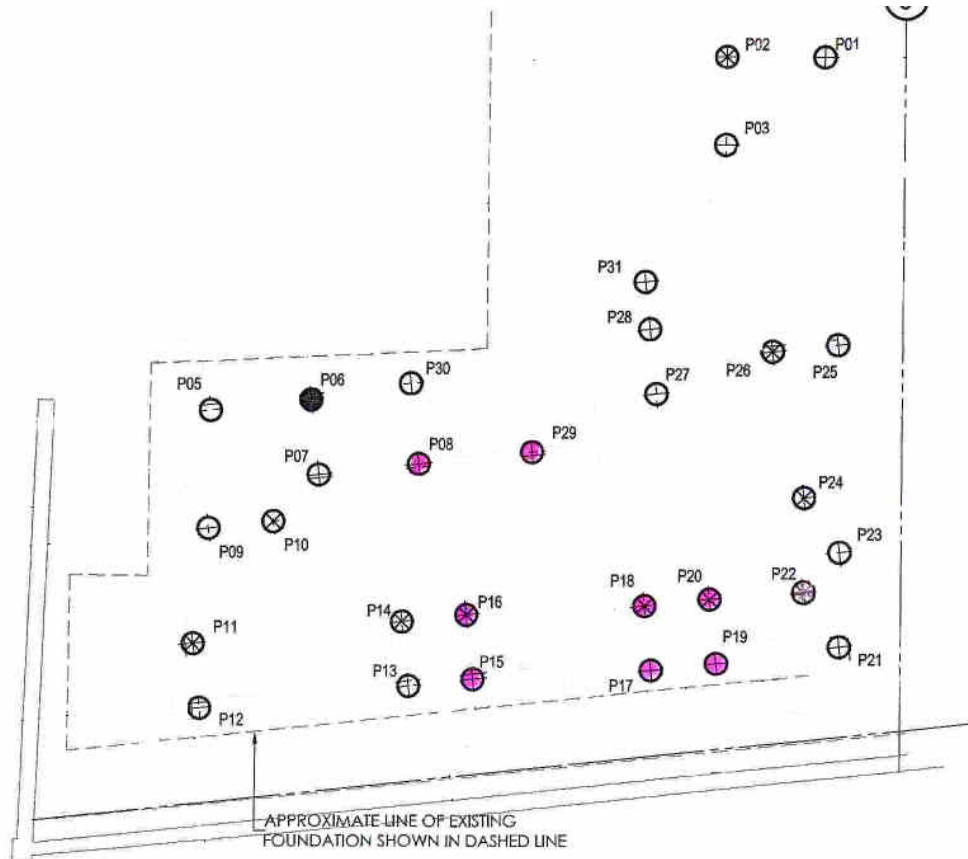 P02
P01
P03
P31
P28
P26
P25
P05
P06
P30
P27
P07
P08
P29
P24
P09
P10
P23
P18
P20
P22
P14
P16
P11
P13
P15
P17
P19
P21
P12
APPROXIMATE LINE OF EXISTING
FOUNDATION SHOWN IN DASHED LINE